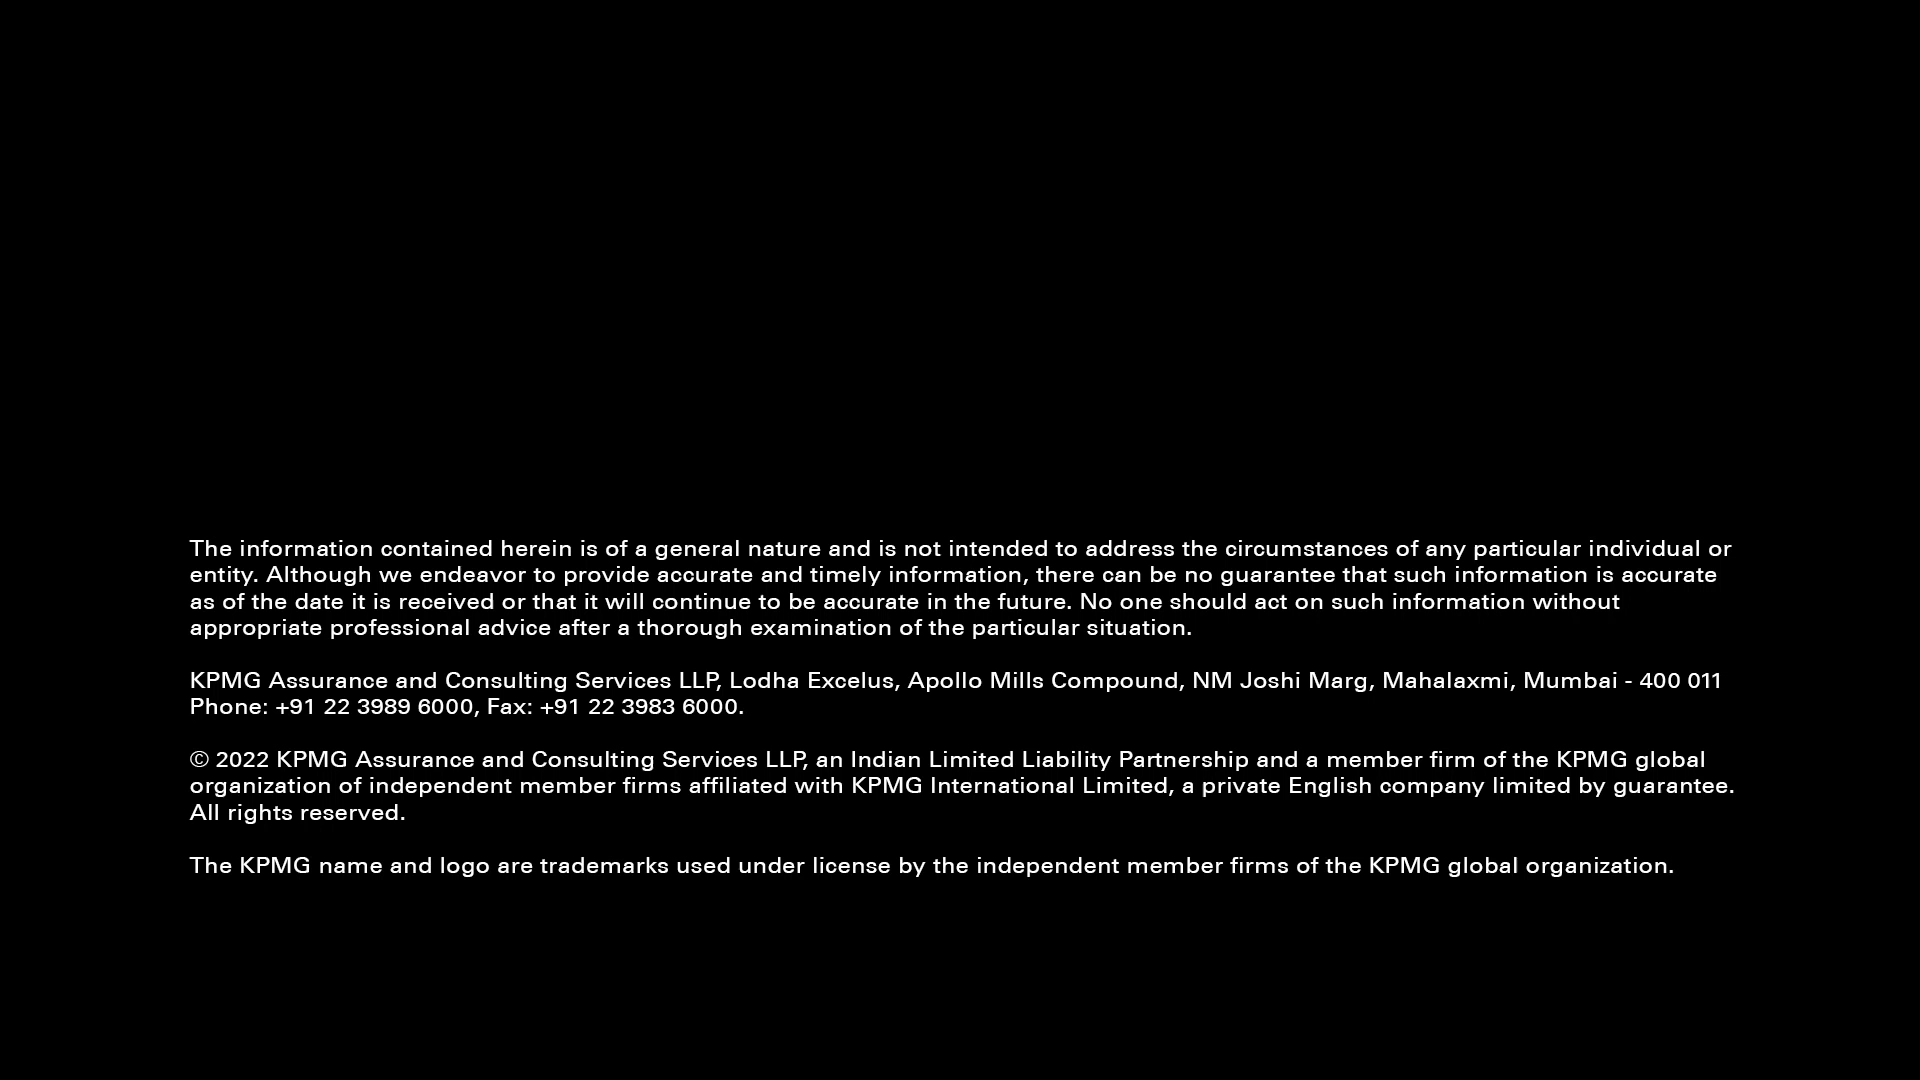 The information contained herein is of a general nature and is not intended to address the circumstances of any particular individual or
entity. Although we endeavor to provide accurate and timely information, there can be no guarantee that such information is accurate
as of the date it is received or that it will continue to be accurate in the future. No one should act on such information without
appropriate professional advice after a thorough examination of the particular situation.
KPMG Assurance and Consulting Services LLP, Lodha Excelus, Apollo Mills Compound, NM Joshi Marg, Mahalaxmi, Mumbai - 400 011
Phone: +91 22 3989 6000, Fax: +91 22 3983 6000.
© 2022 KPMG Assurance and Consulting Services LLP, an Indian Limited Liability Partnership and a member firm of the KPMG global
organization of independent member firms affiliated with KPMG International Limited, a private English company limited by guarantee.
All rights reserved.
The KPMG name and logo are trademarks used under license by the independent member firms of the KPMG global organization.